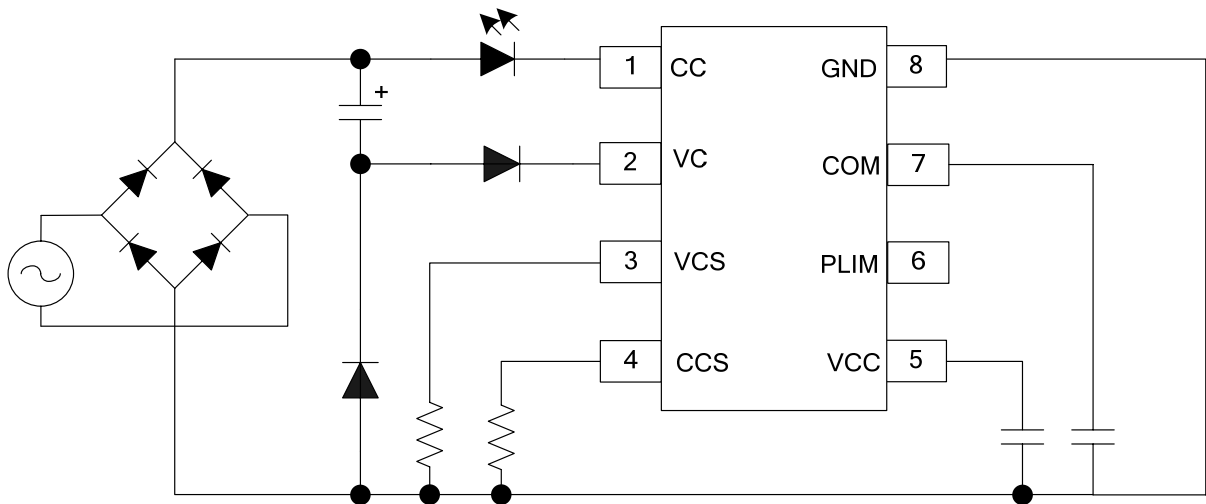 +
1 CC GND 8
2 VC COM 7
3 VCS PLIM 6
4 CCS VCC 5